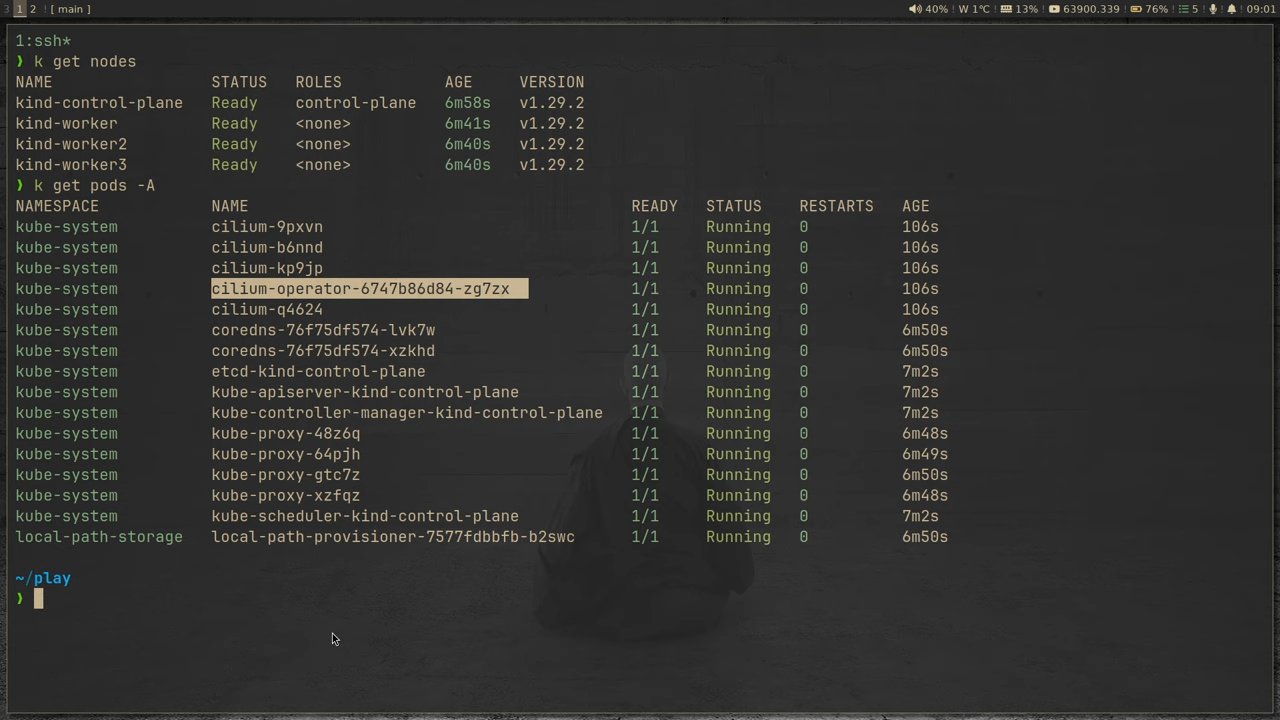 3 1 2 ![ main ] 40% ! W 1°C ! 13% ! 63900.339 ! 76% ! 5 ! ! ! 09:01
1:ssh*
❯ k get nodes
NAME STATUS ROLES AGE VERSION
kind-control-plane Ready control-plane 6m58s v1.29.2
kind-worker Ready <none> 6m41s v1.29.2
kind-worker2 Ready <none> 6m40s v1.29.2
kind-worker3 Ready <none> 6m40s v1.29.2
❯ k get pods -A
NAMESPACE NAME READY STATUS RESTARTS AGE
kube-system cilium-9pxvn 1/1 Running 0 106s
kube-system cilium-b6nnd 1/1 Running 0 106s
kube-system cilium-kp9jp 1/1 Running 0 106s
kube-system cilium-operator-6747b86d84-zg7zx 1/1 Running 0 106s
kube-system cilium-q4624 1/1 Running 0 106s
kube-system coredns-76f75df574-lvk7w 1/1 Running 0 6m50s
kube-system coredns-76f75df574-xzkhd 1/1 Running 0 6m50s
kube-system etcd-kind-control-plane 1/1 Running 0 7m2s
kube-system kube-apiserver-kind-control-plane 1/1 Running 0 7m2s
kube-system kube-controller-manager-kind-control-plane 1/1 Running 0 7m2s
kube-system kube-proxy-48z6q 1/1 Running 0 6m48s
kube-system kube-proxy-64pjh 1/1 Running 0 6m49s
kube-system kube-proxy-gtc7z 1/1 Running 0 6m50s
kube-system kube-proxy-xzfqz 1/1 Running 0 6m48s
kube-system kube-scheduler-kind-control-plane 1/1 Running 0 7m2s
local-path-storage local-path-provisioner-7577fdbbfb-b2swc 1/1 Running 0 6m50s
~/play
❯